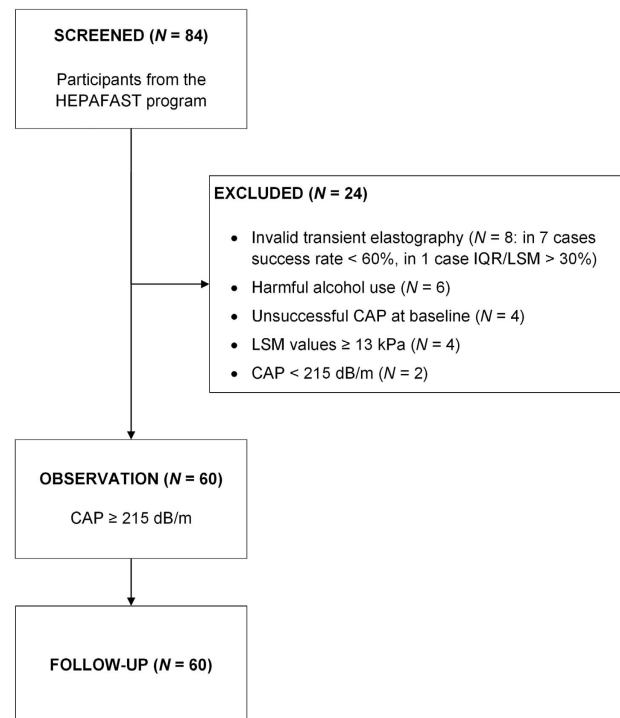 SCREENED (N = 84)
Participants from the
HEPAFAST program
EXCLUDED (N = 24)
• Invalid transient elastography (N = 8: in 7 cases
success rate < 60%, in 1 case IQR/LSM > 30%)
• Harmful alcohol use (N = 6)
• Unsuccessful CAP at baseline (N = 4)
• LSM values ≥ 13 kPa (N = 4)
• CAP < 215 dB/m (N = 2)
OBSERVATION (N = 60)
CAP ≥ 215 dB/m
FOLLOW-UP (N = 60)